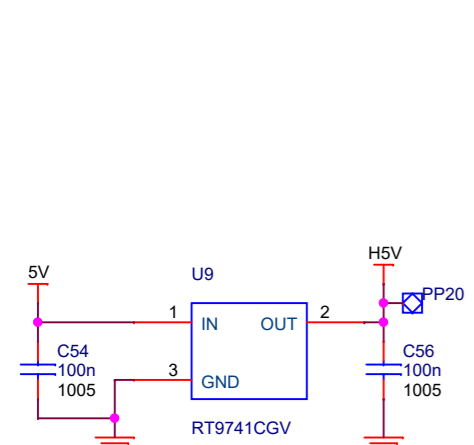 H5V
5V
U9
PP20
1
IN
OUT
2
C54
100n
1005
C56
100n
1005
3
GND
RT9741CGV